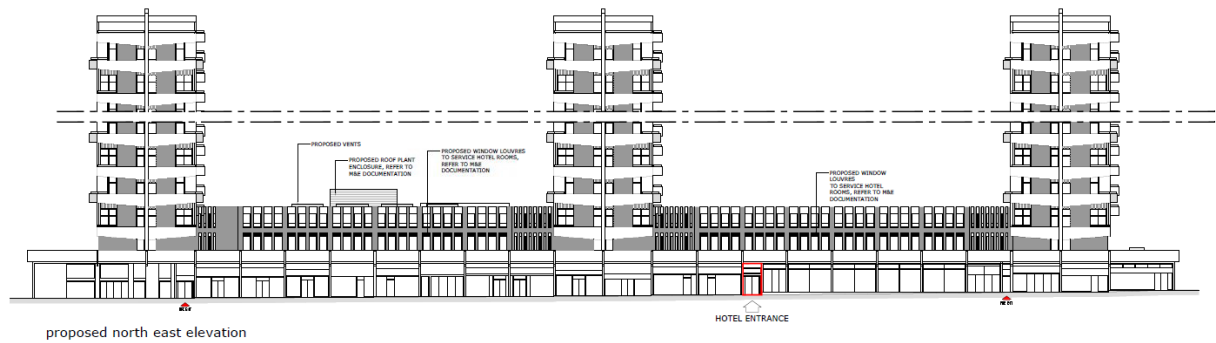 PROPOSED VENTS
PROPOSED ROOF PLANT
ENCLOSURE, REFER TO
M&E DOCUMENTATION
PROPOSED WINDOW LOUVRES
TO SERVICE HOTEL ROOMS,
REFER TO M&E
DOCUMENTATION
PROPOSED WINDOW
LOUVRES
TO SERVICE HOTEL
ROOMS, REFER TO M&E
DOCUMENTATION
HOTEL ENTRANCE
proposed north east elevation